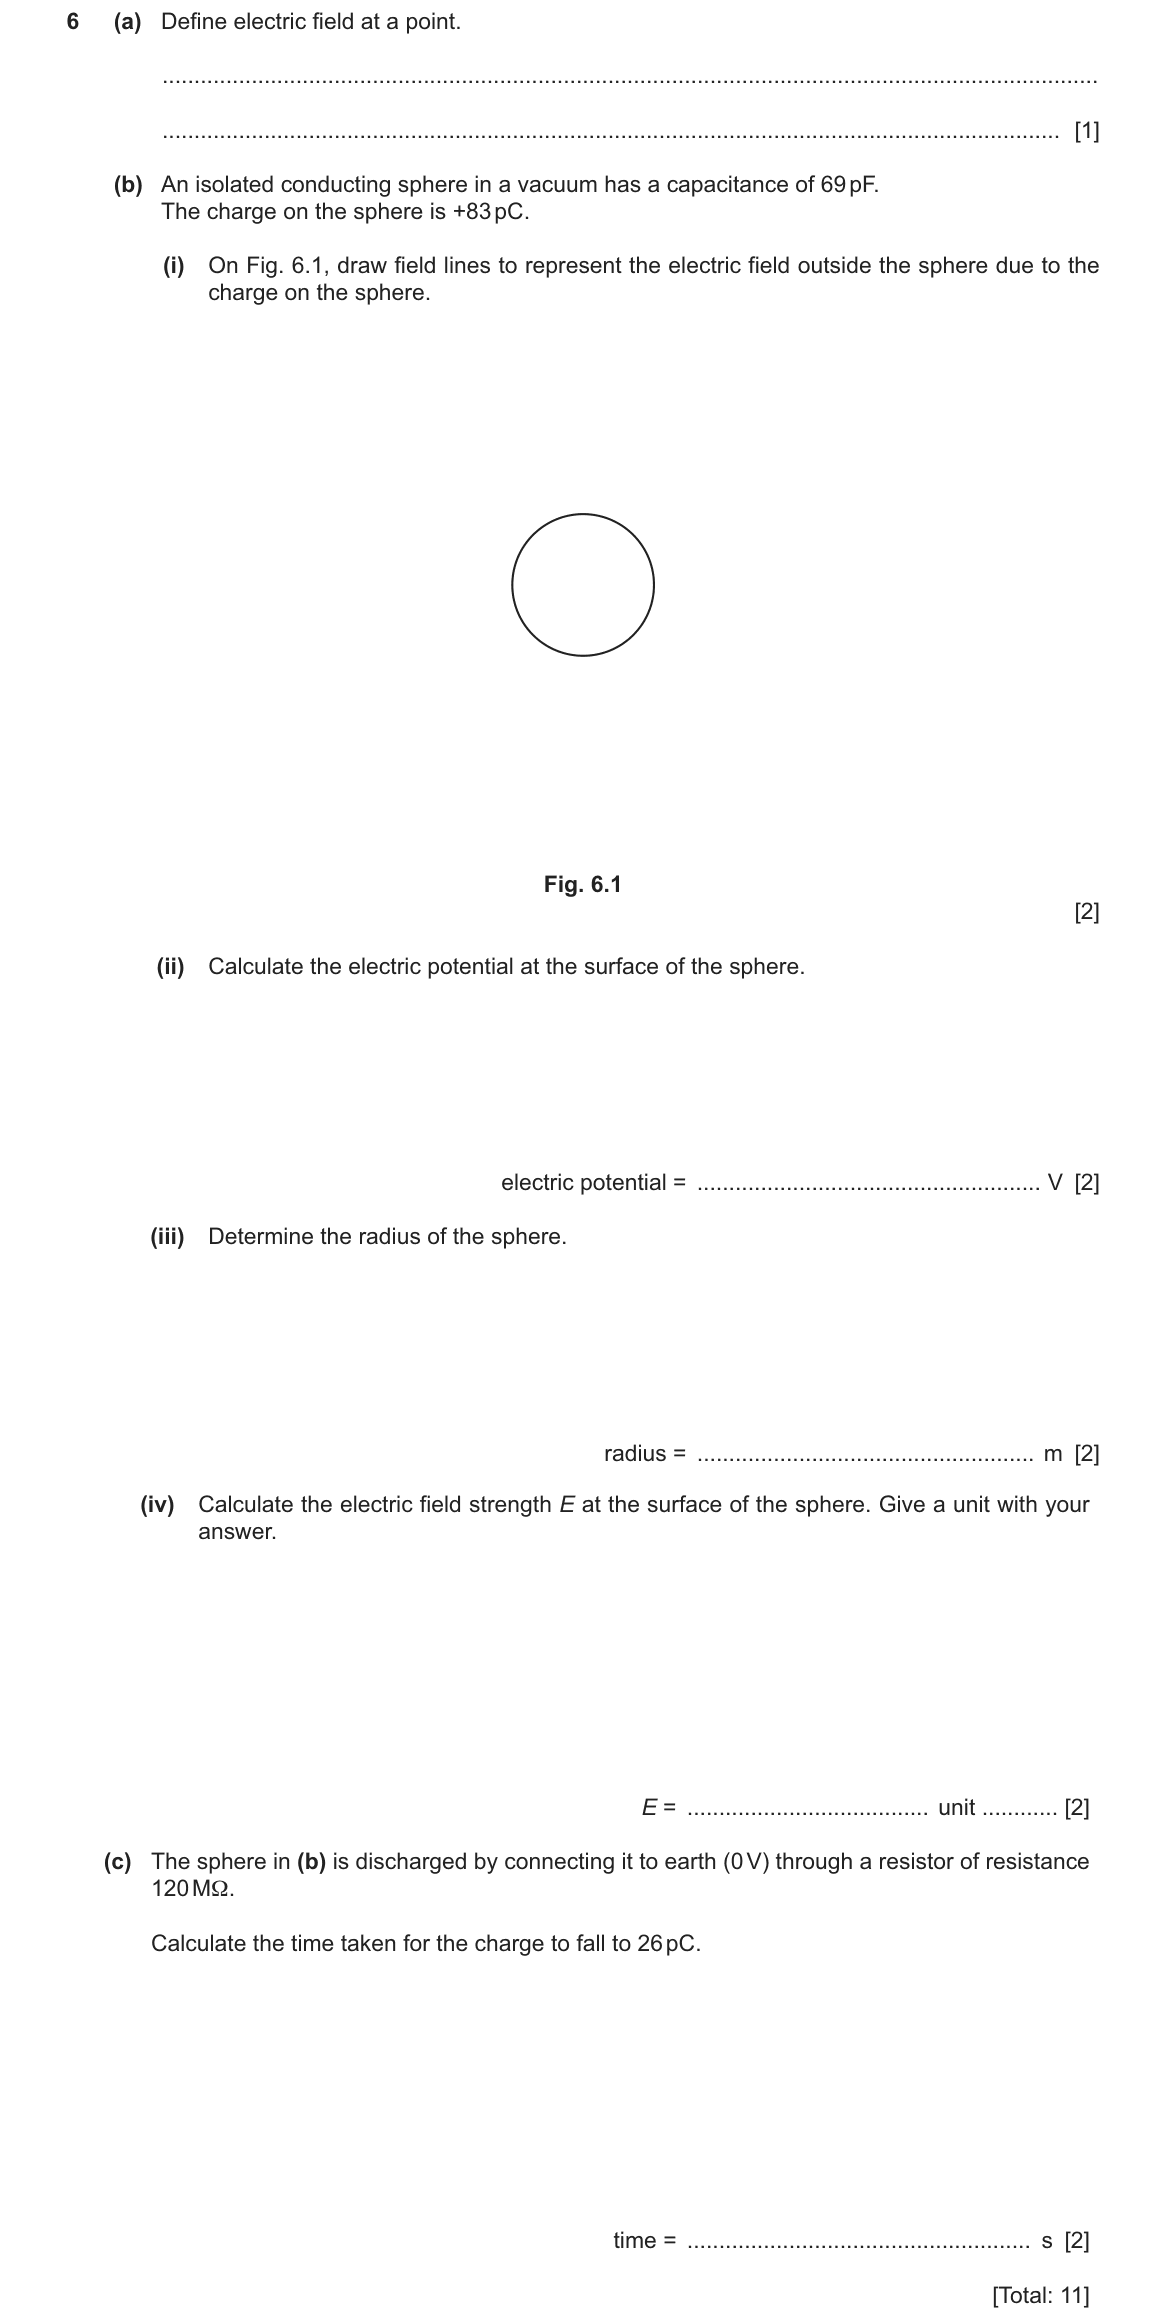 6 (a) Define electric field at a point.
..........................................................................................................................................
.................................................................................................................................... [1]
(b) An isolated conducting sphere in a vacuum has a capacitance of 69 pF.
The charge on the sphere is +83 pC.
(i) On Fig. 6.1, draw field lines to represent the electric field outside the sphere due to the
charge on the sphere.
Fig. 6.1
[2]
(ii) Calculate the electric potential at the surface of the sphere.
electric potential = ...................................................... V [2]
(iii) Determine the radius of the sphere.
radius = ..................................................... m [2]
(iv) Calculate the electric field strength E at the surface of the sphere. Give a unit with your
answer.
E = ...................................... unit ............ [2]
(c) The sphere in (b) is discharged by connecting it to earth (0 V) through a resistor of resistance
120 MΩ.
Calculate the time taken for the charge to fall to 26 pC.
time = ...................................................... s [2]
[Total: 11]